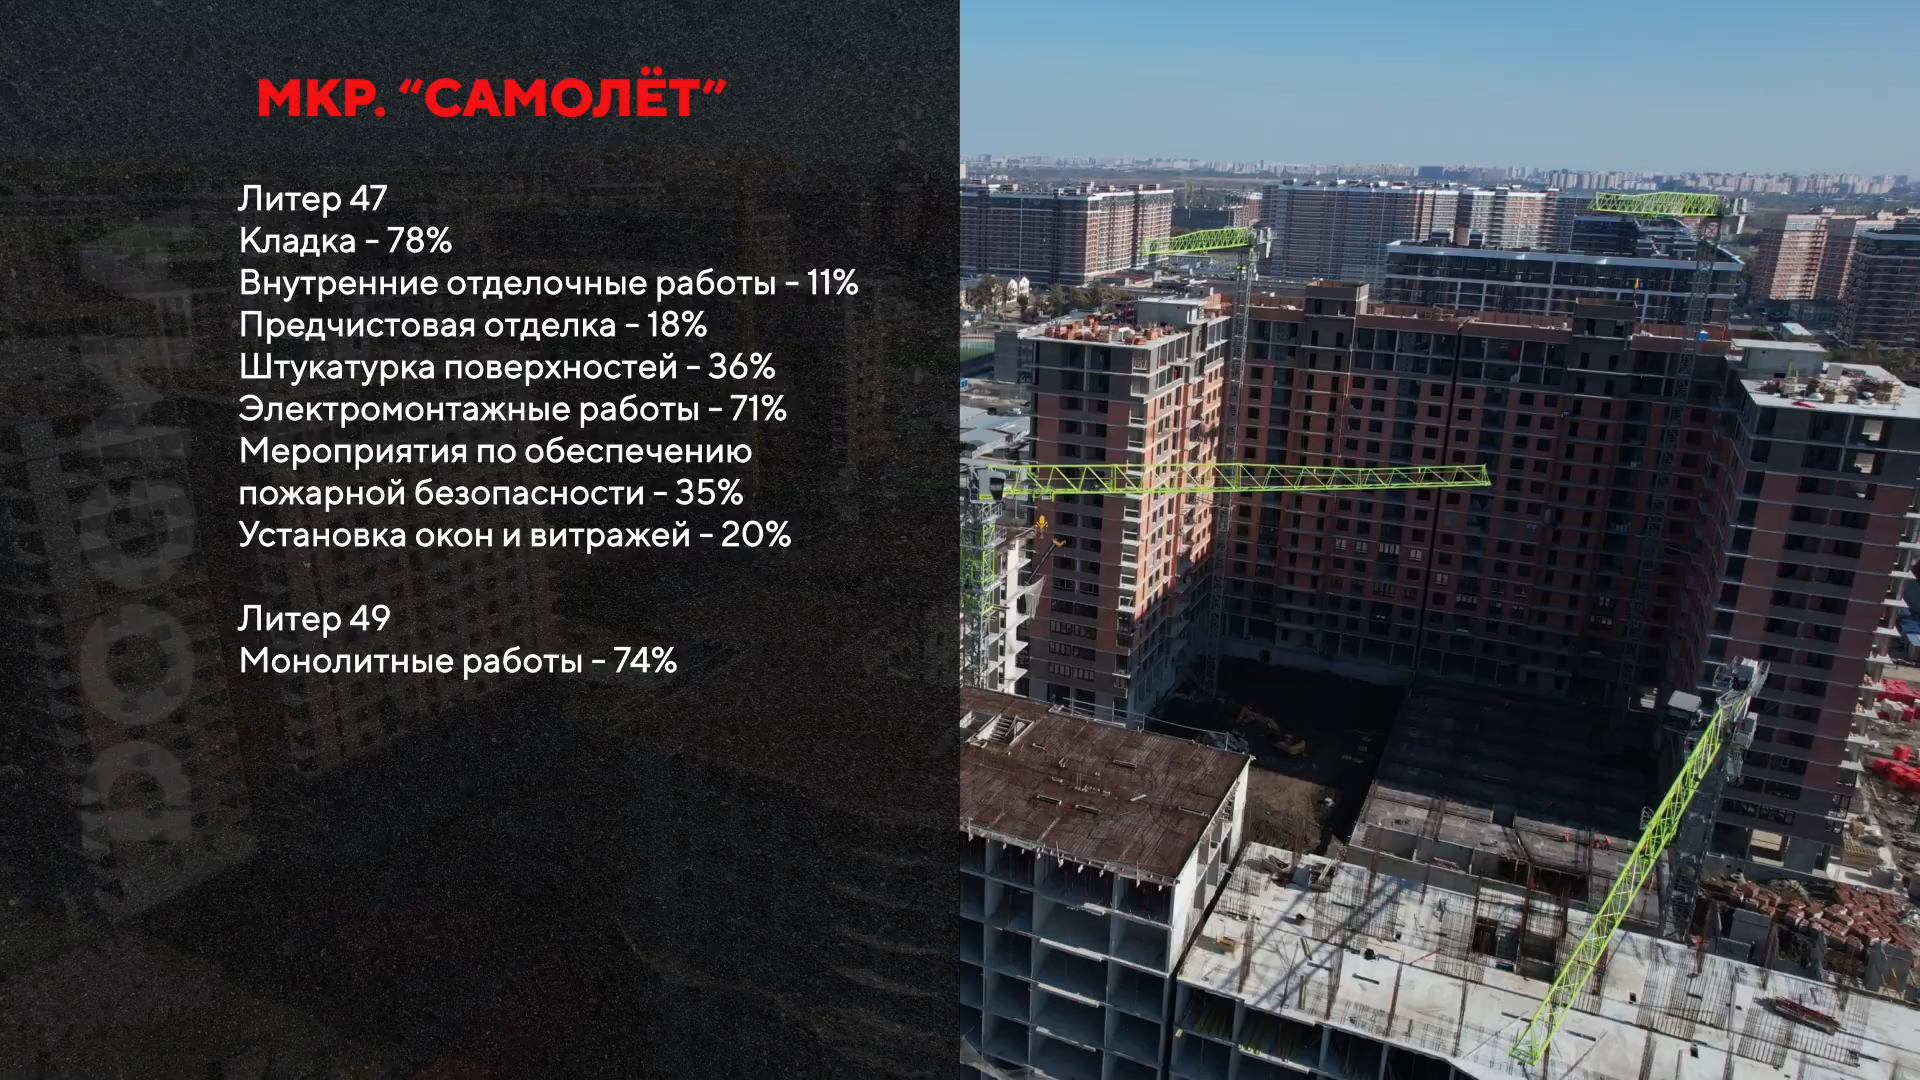 МКР. “САМОЛЁТ”
Литер 47
Кладка - 78%
Внутренние отделочные работы - 11%
Предчистовая отделка - 18%
Штукатурка поверхностей - 36%
Электромонтажные работы - 71%
Мероприятия по обеспечению
пожарной безопасности - 35%
Установка окон и витражей - 20%
Литер 49
Монолитные работы - 74%
DOGMA